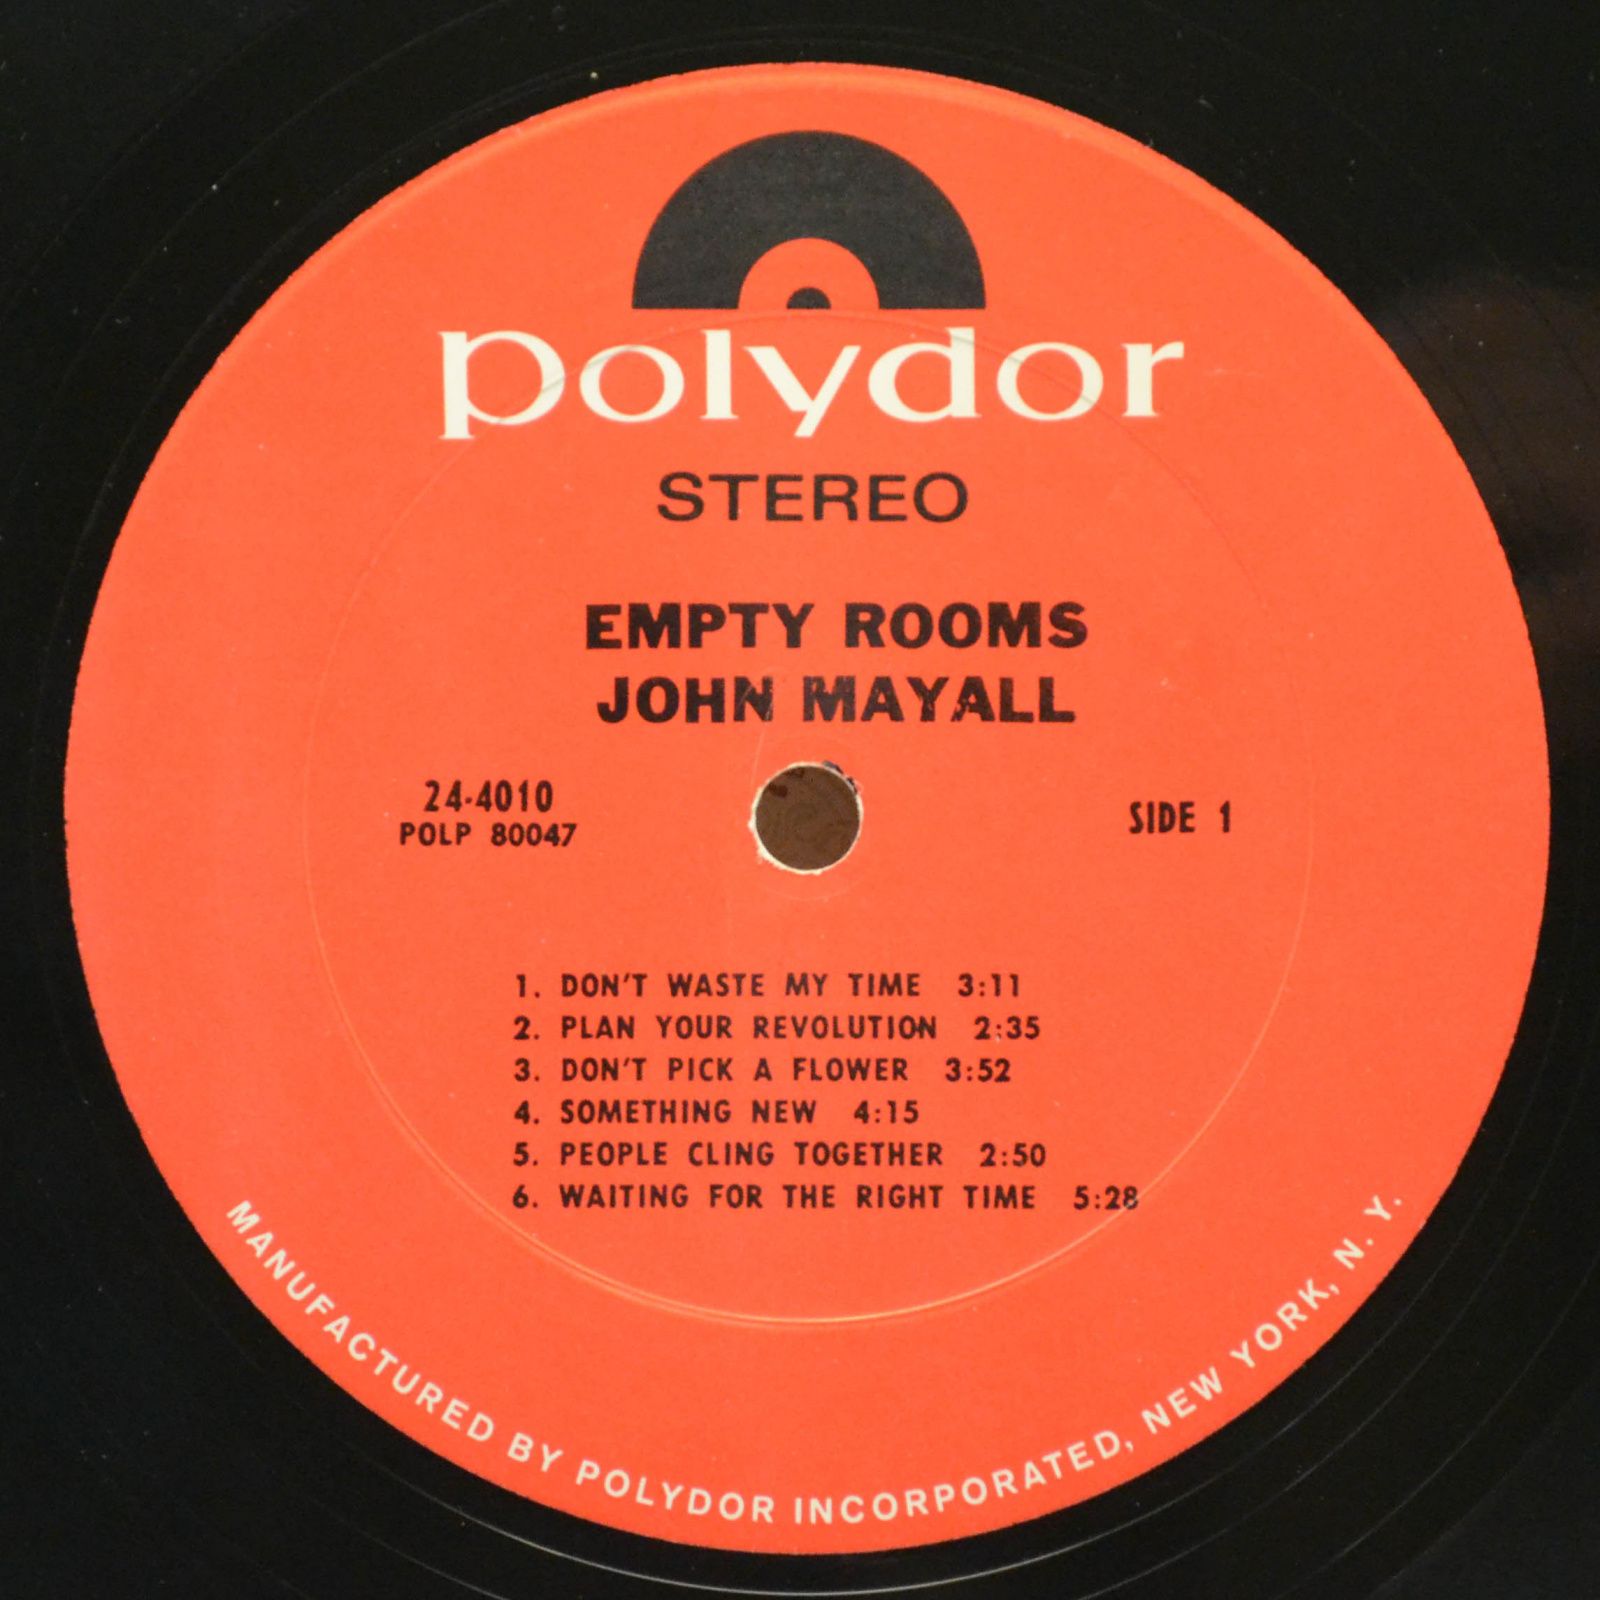 polydor
STEREO
EMPTY ROOMS
JOHN MAYALL
24-4010
POLP 80047
SIDE 1
1. DON'T WASTE MY TIME 3:11
2. PLAN YOUR REVOLUTION 2:35
3. DON'T PICK A FLOWER 3:52
4. SOMETHING NEW 4:15
5. PEOPLE CLING TOGETHER 2:50
6. WAITING FOR THE RIGHT TIME 5:28
MANUFACTURED BY POLYDOR INCORPORATED, NEW YORK, N. Y.